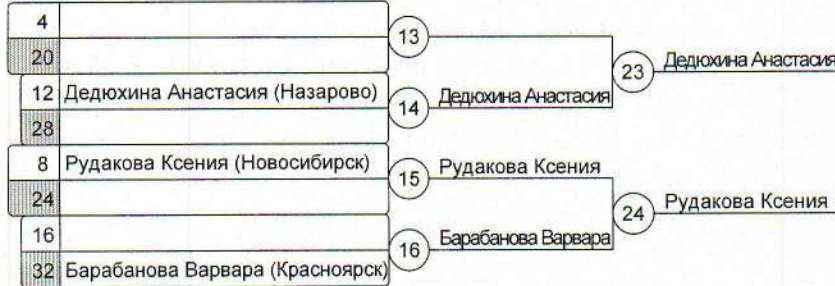 4
13
20
23 Дедюхина Анастасия
12 Дедюхина Анастасия (Назарово)
14 Дедюхина Анастасия
28
8 Рудакова Ксения (Новосибирск)
15 Рудакова Ксения
24
24 Рудакова Ксения
16
16 Барабанова Варвара
32 Барабанова Варвара (Красноярск)